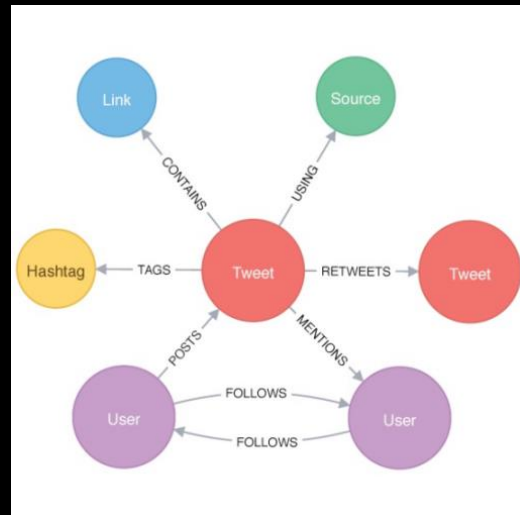 Link
Source
CONTAINS
USING
Hashtag
TAGS
Tweet
RETWEETS
Tweet
POSTS
MENTIONS
User
FOLLOWS
FOLLOWS
User